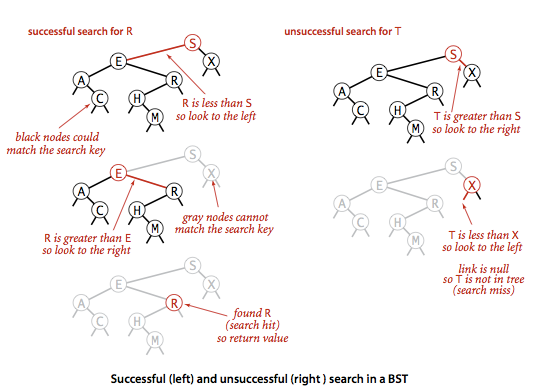 successful search for R
S
E
X
A
R
C
H
M
R is less than S
so look to the left
black nodes could
match the search key
S
E
X
A
R
C
H
M
gray nodes cannot
match the search key
R is greater than E
so look to the right
S
E
X
A
R
C
H
M
found R
(search hit)
so return value
unsuccessful search for T
S
E
X
A
R
C
H
M
T is greater than S
so look to the right
S
E
X
A
R
C
H
M
T is less than X
so look to the left
link is null
so T is not in tree
(search miss)
Successful (left) and unsuccessful (right ) search in a BST